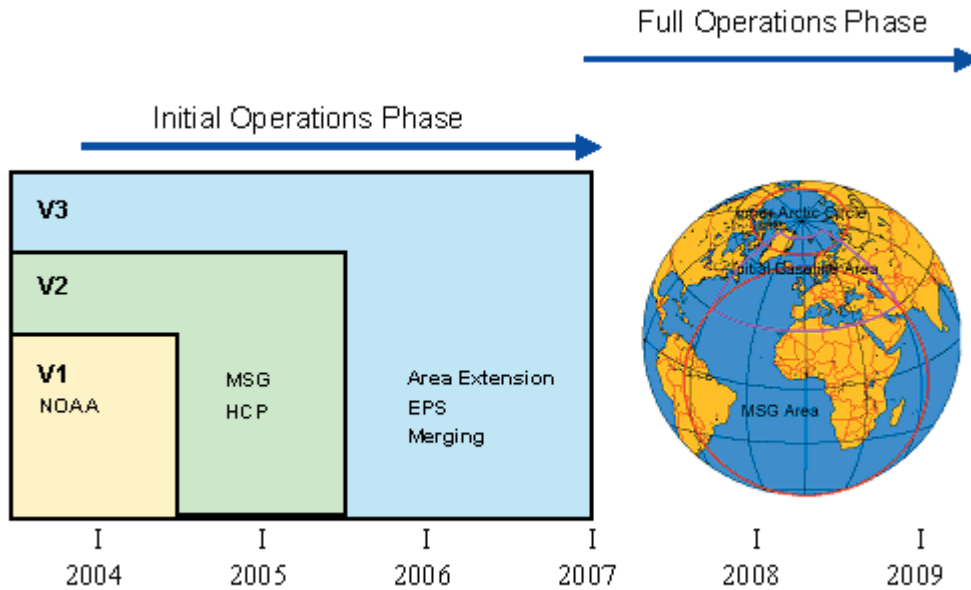 Full Operations Phase
Initial Operations Phase
V3
V2
V1
NOAA
MSG
HCP
Area Extension
EPS
Merging
Arctic Circle
Baseline Area
MSG Area
I I I I I I
2004 2005 2006 2007 2008 2009